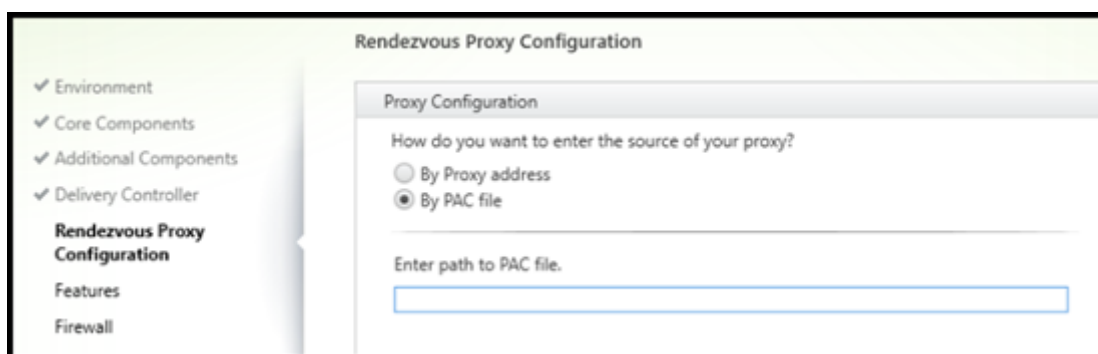 Rendezvous Proxy Configuration
Environment
Core Components
Additional Components
Delivery Controller
Rendezvous Proxy
Configuration
Features
Firewall
Proxy Configuration
How do you want to enter the source of your proxy?
By Proxy address
By PAC file
Enter path to PAC file.